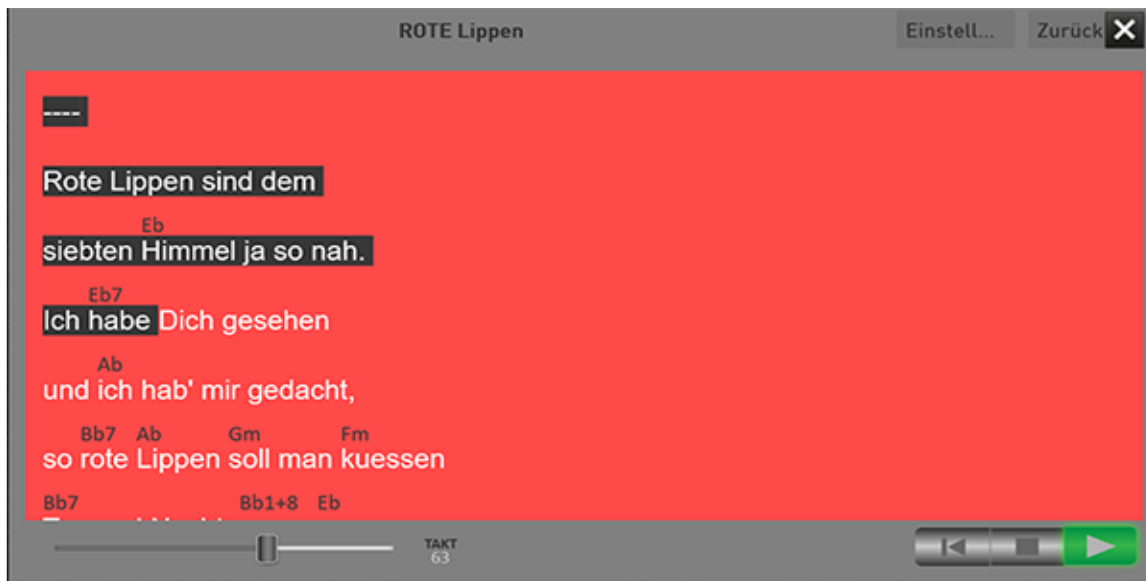 ROTE Lippen
Einstell...
Zurück
----
Rote Lippen sind dem
Eb
siebten Himmel ja so nah.
Eb7
Ich habe Dich gesehen
Ab
und ich hab' mir gedacht,
Bb7 Ab Gm Fm
so rote Lippen soll man kuessen
Bb7 Bb1+8 Eb
TAKT
63